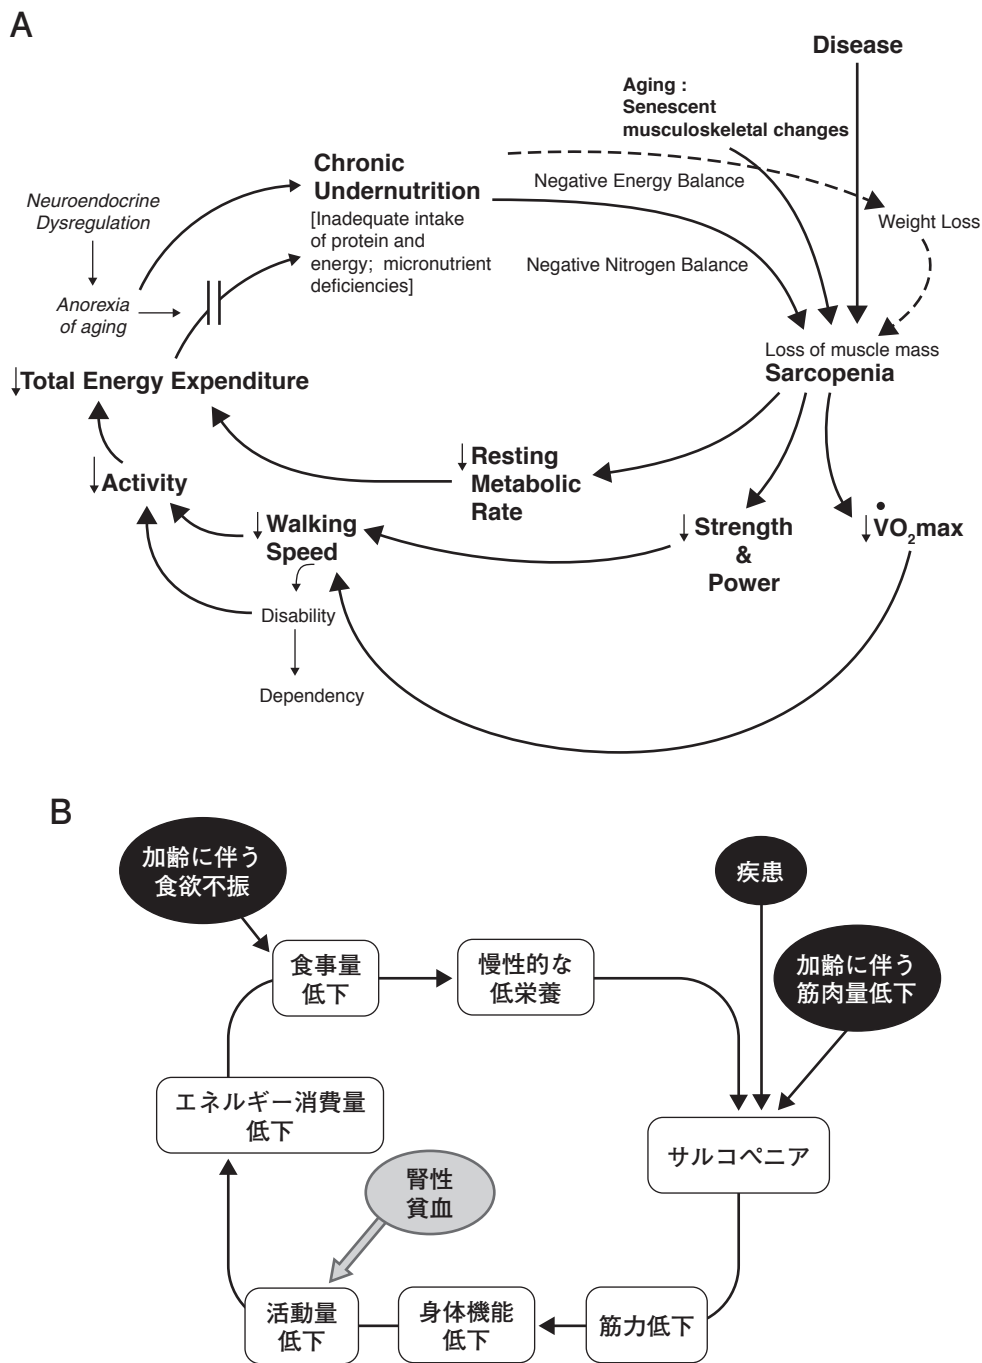 A
Disease
Aging :
Senescent
musculoskeletal changes
Chronic
Undernutrition
[Inadequate intake
of protein and
energy; micronutrient
deficiencies]
Negative Energy Balance
Negative Nitrogen Balance
Weight Loss
Neuroendocrine
Dysregulation
Anorexia
of aging
Loss of muscle mass
Sarcopenia
↓Total Energy Expenditure
↓Resting
Metabolic
Rate
↓Activity
↓Walking
Speed
↓Strength
&
Power
↓V̇O₂max
Disability
Dependency
B
加齢に伴う
食欲不振
疾患
食事量
低下
慢性的な
低栄養
加齢に伴う
筋肉量低下
エネルギー消費量
低下
サルコペニア
腎性
貧血
活動量
低下
身体機能
低下
筋力低下